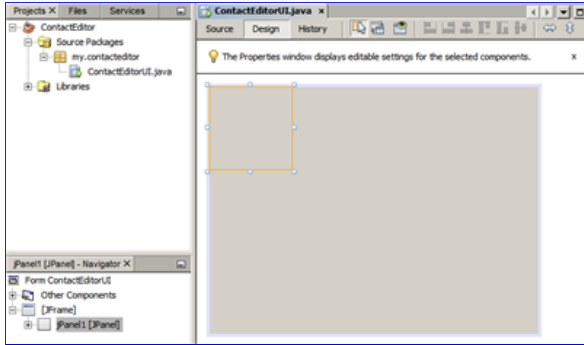 Projects X Files Services
ContactEditor
Source Packages
my.contacteditor
ContactEditorUI.java
Libraries
jPanel1 [JPanel] - Navigator X
Form ContactEditorUI
Other Components
[JFrame]
jPanel1 [JPanel]
ContactEditorUI.java x
Source Design History
The Properties window displays editable settings for the selected components. x